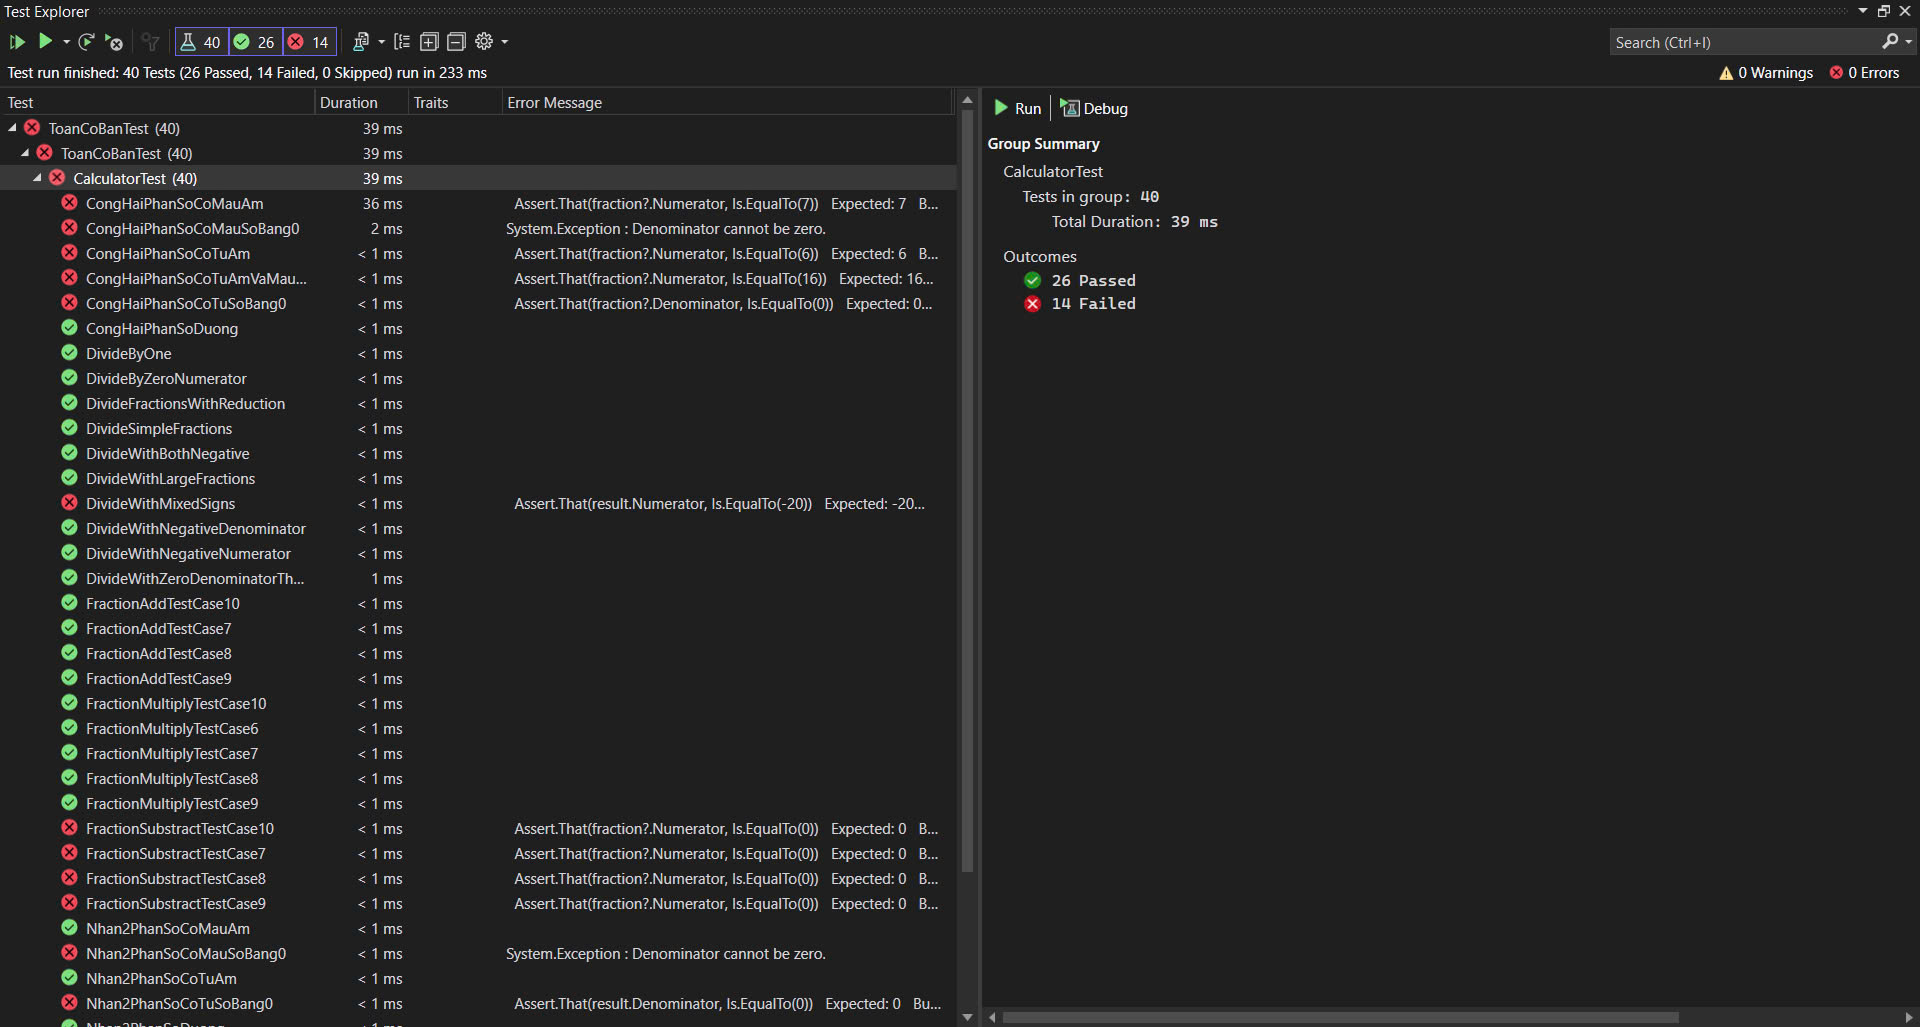 Test Explorer
40 26 14
Search (Ctrl+I)
Test run finished: 40 Tests (26 Passed, 14 Failed, 0 Skipped) run in 233 ms
0 Warnings 0 Errors
Test Duration Traits Error Message
ToanCoBanTest (40) 39 ms
ToanCoBanTest (40) 39 ms
CalculatorTest (40) 39 ms
CongHaiPhanSoCoMauAm 36 ms Assert.That(fraction?.Numerator, Is.EqualTo(7)) Expected: 7 B...
CongHaiPhanSoCoMauSoBang0 2 ms System.Exception : Denominator cannot be zero.
CongHaiPhanSoCoTuAm < 1 ms Assert.That(fraction?.Numerator, Is.EqualTo(6)) Expected: 6 B...
CongHaiPhanSoCoTuAmVaMau... < 1 ms Assert.That(fraction?.Numerator, Is.EqualTo(16)) Expected: 16...
CongHaiPhanSoCoTuSoBang0 < 1 ms Assert.That(fraction?.Denominator, Is.EqualTo(0)) Expected: 0...
CongHaiPhanSoDuong < 1 ms
DivideByOne < 1 ms
DivideByZeroNumerator < 1 ms
DivideFractionsWithReduction < 1 ms
DivideSimpleFractions < 1 ms
DivideWithBothNegative < 1 ms
DivideWithLargeFractions < 1 ms
DivideWithMixedSigns < 1 ms Assert.That(result.Numerator, Is.EqualTo(-20)) Expected: -20...
DivideWithNegativeDenominator < 1 ms
DivideWithNegativeNumerator < 1 ms
DivideWithZeroDenominatorTh... 1 ms
FractionAddTestCase10 < 1 ms
FractionAddTestCase7 < 1 ms
FractionAddTestCase8 < 1 ms
FractionAddTestCase9 < 1 ms
FractionMultiplyTestCase10 < 1 ms
FractionMultiplyTestCase6 < 1 ms
FractionMultiplyTestCase7 < 1 ms
FractionMultiplyTestCase8 < 1 ms
FractionMultiplyTestCase9 < 1 ms
FractionSubstractTestCase10 < 1 ms Assert.That(fraction?.Numerator, Is.EqualTo(0)) Expected: 0 B...
FractionSubstractTestCase7 < 1 ms Assert.That(fraction?.Numerator, Is.EqualTo(0)) Expected: 0 B...
FractionSubstractTestCase8 < 1 ms Assert.That(fraction?.Numerator, Is.EqualTo(0)) Expected: 0 B...
FractionSubstractTestCase9 < 1 ms Assert.That(fraction?.Numerator, Is.EqualTo(0)) Expected: 0 B...
Nhan2PhanSoCoMauAm < 1 ms
Nhan2PhanSoCoMauSoBang0 < 1 ms System.Exception : Denominator cannot be zero.
Nhan2PhanSoCoTuAm < 1 ms
Nhan2PhanSoCoTuSoBang0 < 1 ms Assert.That(result.Denominator, Is.EqualTo(0)) Expected: 0 Bu...
Run Debug
Group Summary
CalculatorTest
Tests in group: 40
Total Duration: 39 ms
Outcomes
26 Passed
14 Failed